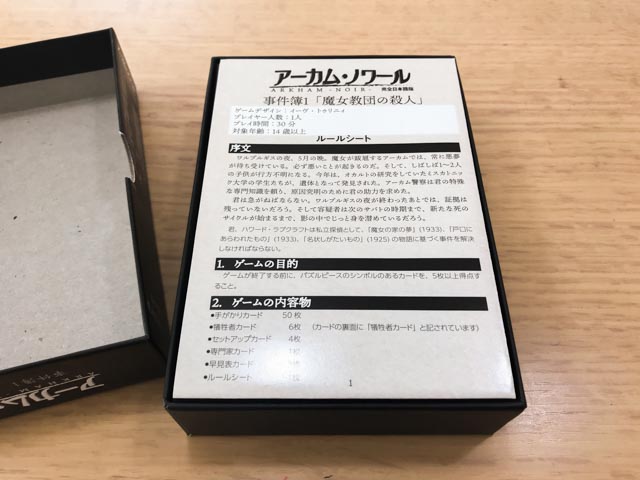 アーカム・ノワール
ARKHAM -NOIR- 完全日本語版
事件簿1「魔女教団の殺人」
ゲームデザイン：イーヴ・トゥリニィ
プレイヤー人数：1人
プレイ時間：30分
対象年齢：14歳以上
ルールシート
序文
ワルプルギスの夜、5月の晩。魔女が跋扈するアーカムでは、常に悪夢
が待ち受けている。必ず悪いことが起きるのだ。そして、しばしば1～2人
の子供が行方不明になる。今年は、オカルトの研究をしていたミスカトニッ
ク大学の学生たちが、遺体となって発見された。アーカム警察は君の特殊
な専門知識を頼り、原因究明のために君の助力を求めた。
君は急がねばならない。ワルプルギスの夜が終わったあとでは、証拠は
残っていないだろう。そして容疑者は次のサバトの時期まで、新たな死の
サイクルが始まるまで、影の中でじっと身を潜めているだろう。
君、ハワード・ラヴクラフトは私立探偵として、「魔女の家の夢」(1933)、「戸口に
あらわれたもの」(1933)、「名状しがたいもの」(1925)の物語に基づく事件を解決
しなければならない。
1. ゲームの目的
ゲームが終了する前に、パズルピースのシンボルのあるカードを、5枚以上得点す
ること。
2. ゲームの内容物
●手がかりカード 50枚
●犠牲者カード 6枚 (カードの裏面に「犠牲者カード」と記されています)
●セットアップカード 4枚
●専門家カード 1枚
●早見表カード
●ルールシート 1枚
1
アーカム
ARKHAM
事件簿1